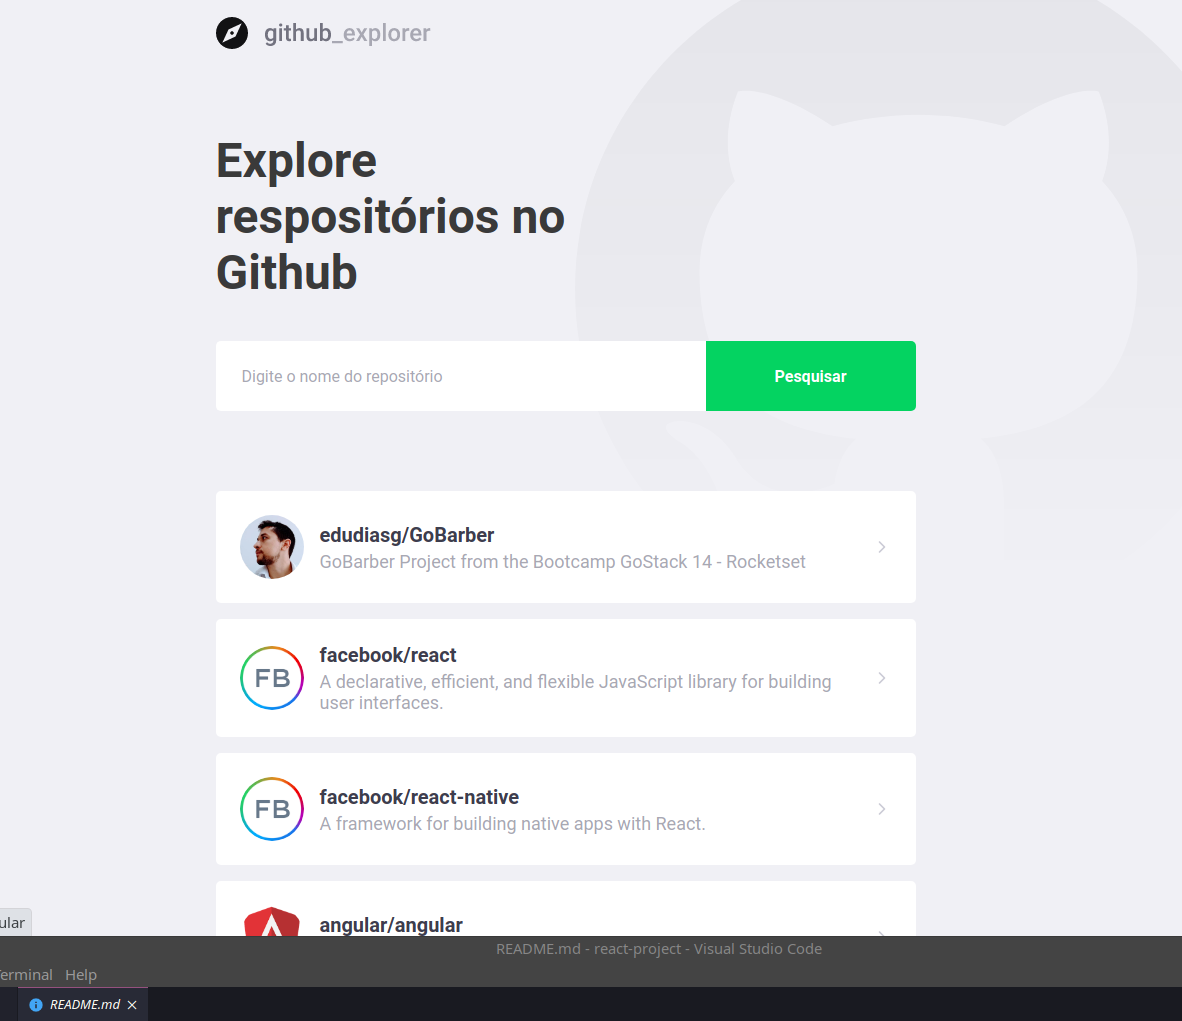 github_explorer
Explore
respositórios no
Github
Digite o nome do repositório
Pesquisar
edudiasg/GoBarber
GoBarber Project from the Bootcamp GoStack 14 - Rocketset
FB
facebook/react
A declarative, efficient, and flexible JavaScript library for building
user interfaces.
FB
facebook/react-native
A framework for building native apps with React.
angular/angular
ular
README.md - react-project - Visual Studio Code
erminal Help
README.md